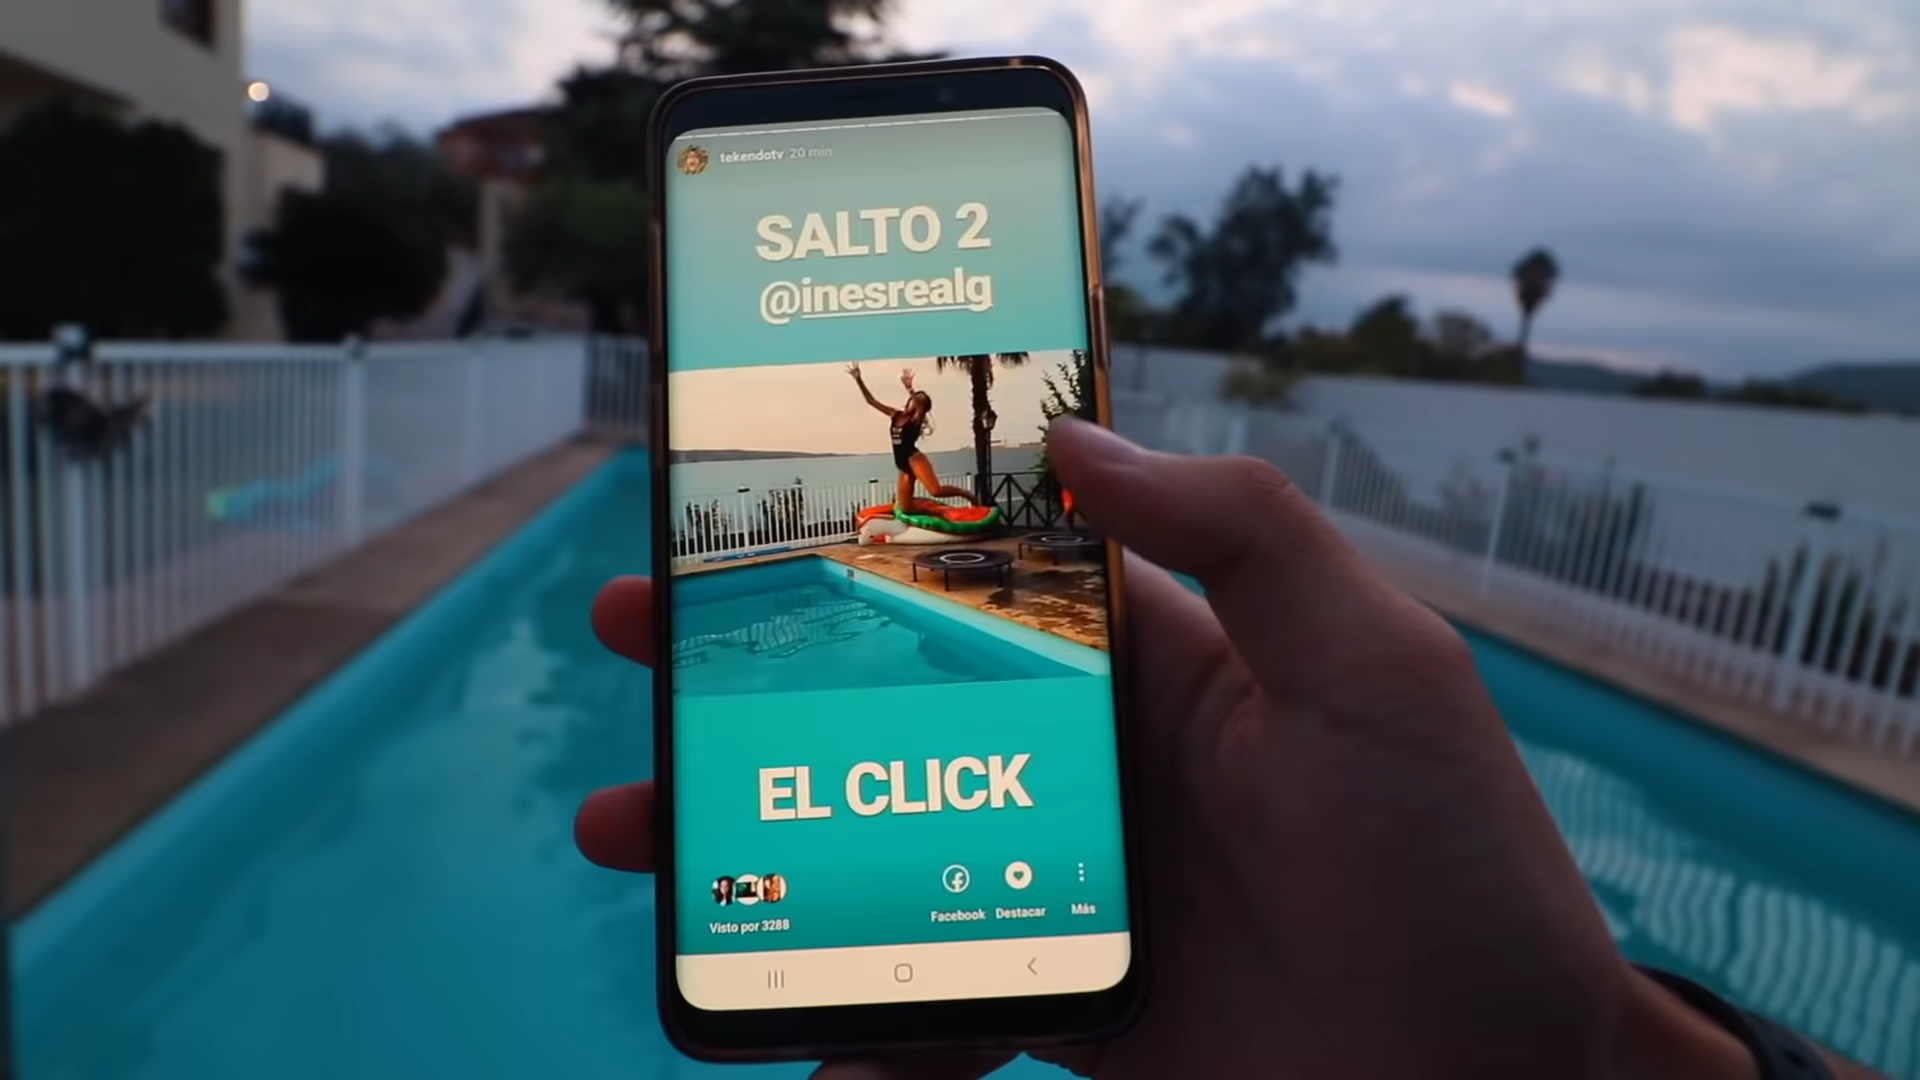 tekendotv 20 min
SALTO 2
@inesrealg
EL CLICK
Visto por 3288
Facebook
Destacar
Más